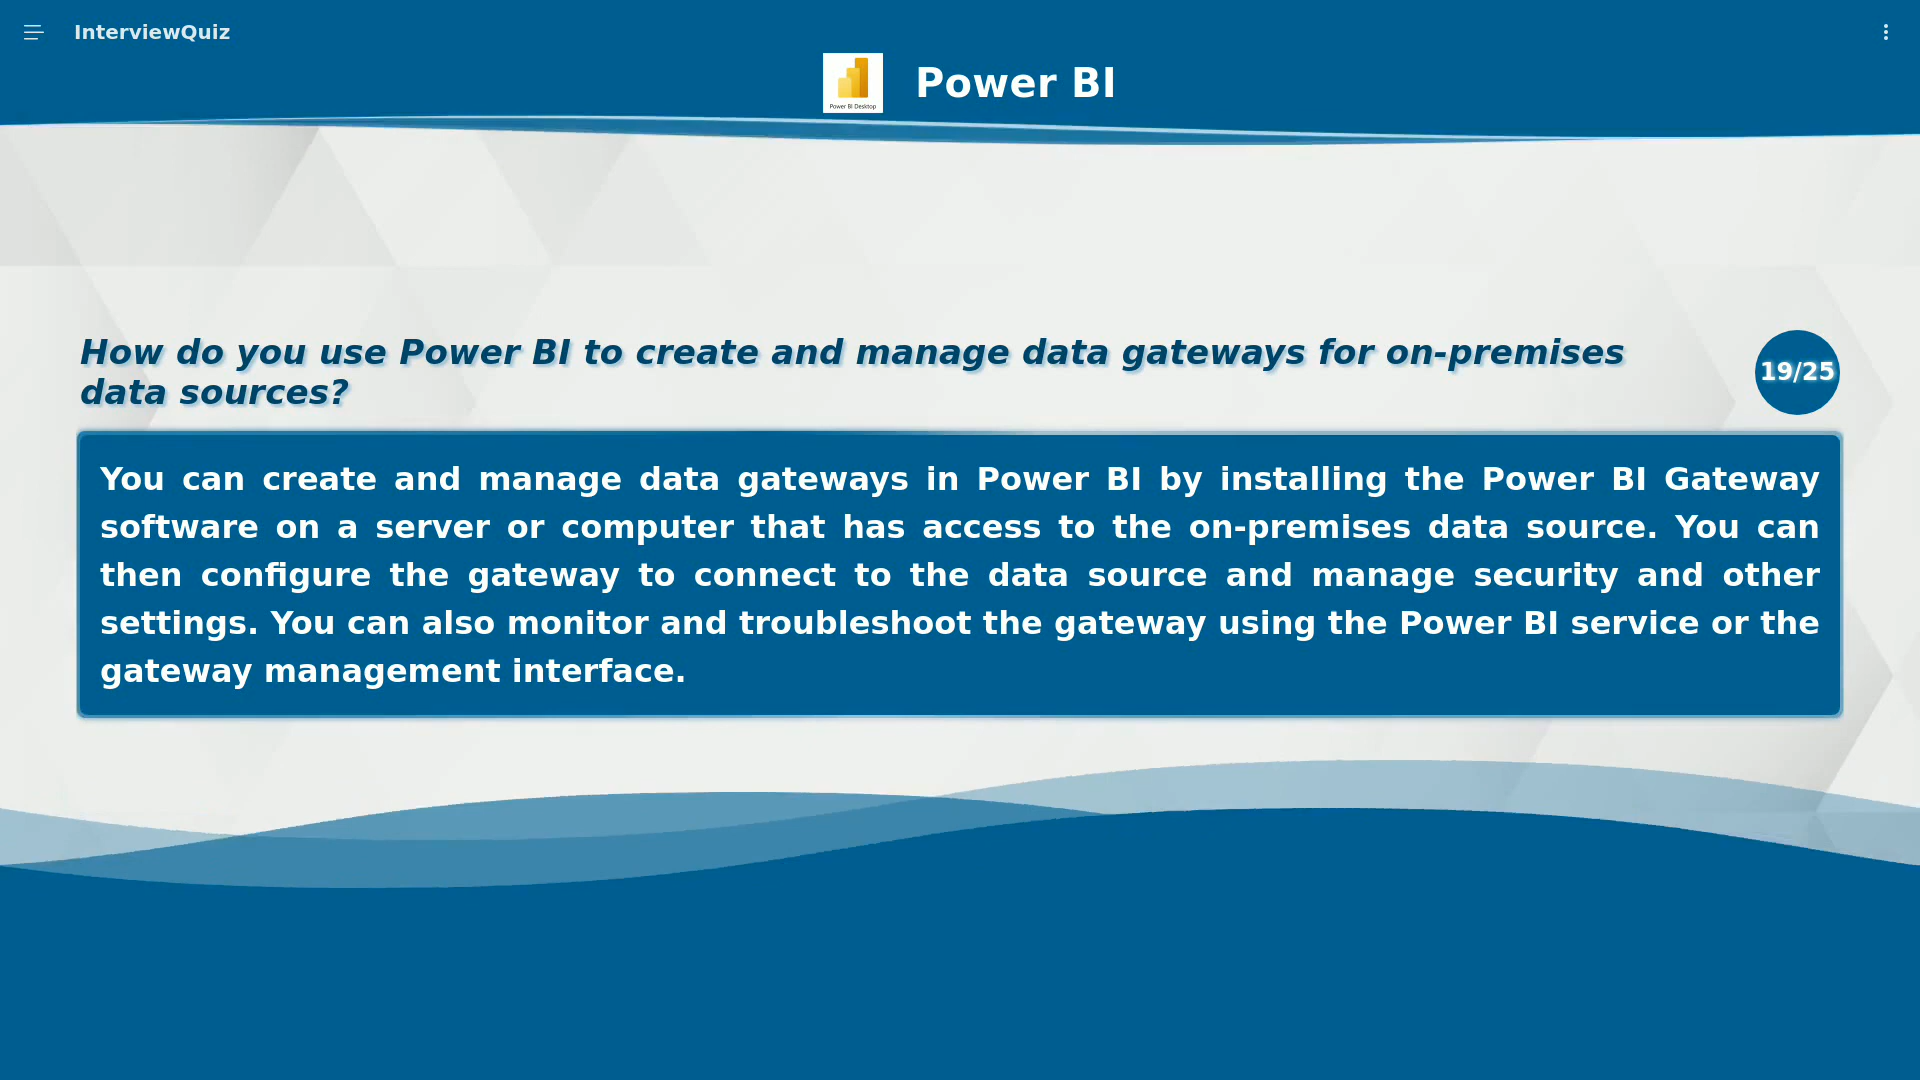 InterviewQuiz
Power BI Desktop
Power BI
How do you use Power BI to create and manage data gateways for on-premises
data sources?
19/25
You can create and manage data gateways in Power BI by installing the Power BI Gateway
software on a server or computer that has access to the on-premises data source. You can
then configure the gateway to connect to the data source and manage security and other
settings. You can also monitor and troubleshoot the gateway using the Power BI service or the
gateway management interface.